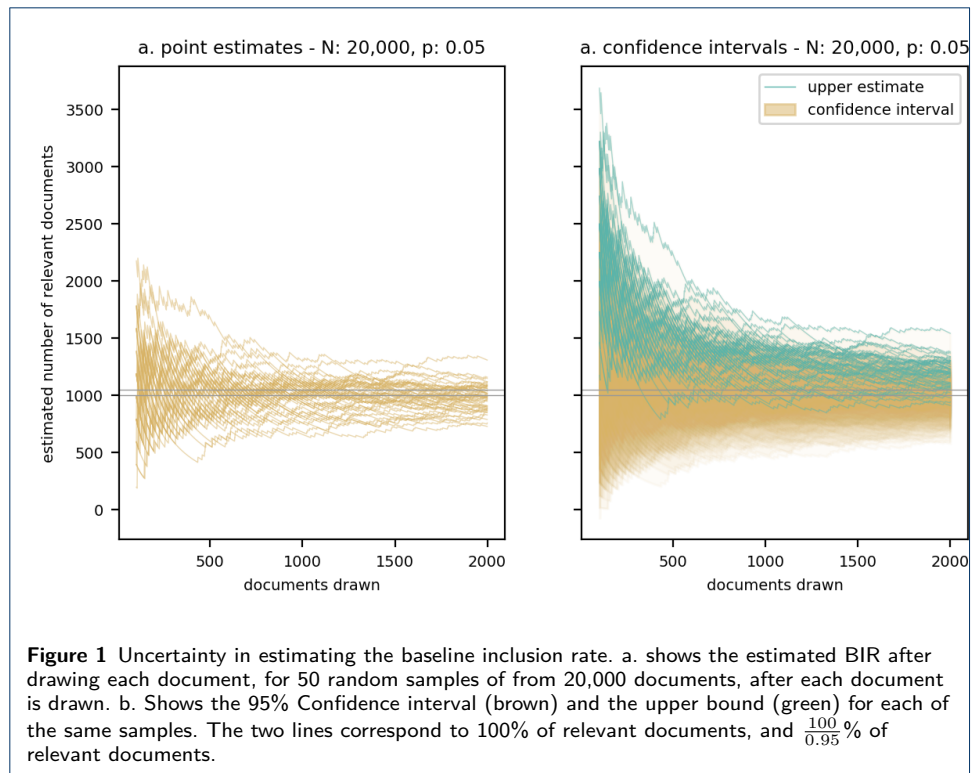 a. point estimates - N: 20,000, p: 0.05
3500
3000
2500
2000
1500
1000
500
0
estimated number of relevant documents
500
1000
1500
2000
documents drawn
a. confidence intervals - N: 20,000, p: 0.05
upper estimate
confidence interval
500
1000
1500
2000
documents drawn
Figure 1 Uncertainty in estimating the baseline inclusion rate. a. shows the estimated BIR after
drawing each document, for 50 random samples of from 20,000 documents, after each document
is drawn. b. Shows the 95% Confidence interval (brown) and the upper bound (green) for each of
the same samples. The two lines correspond to 100% of relevant documents, and 100/0.95% of
relevant documents.